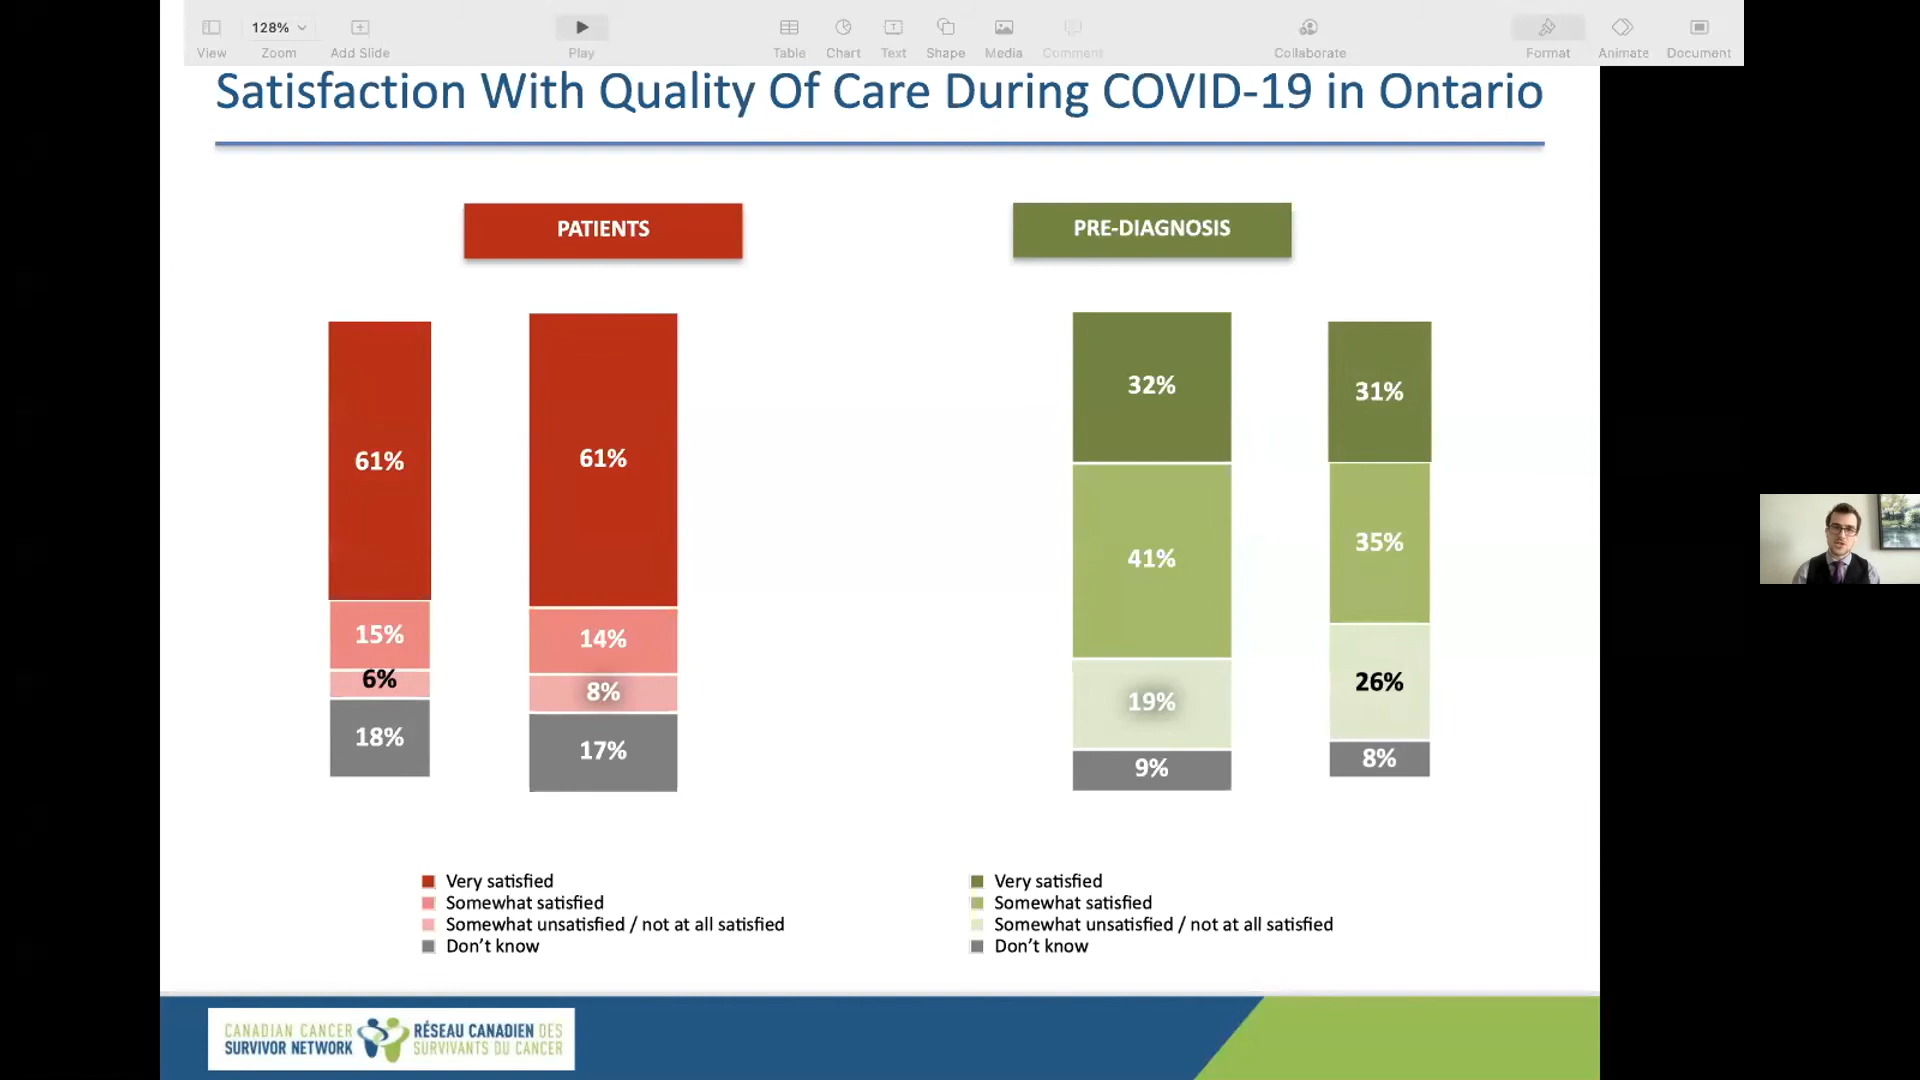 128%
View
Zoom
Add Slide
Play
Table
Chart
Text
Shape
Media
Comment
Collaborate
Format
Animate
Document
Satisfaction With Quality Of Care During COVID-19 in Ontario
PATIENTS
PRE-DIAGNOSIS
61%
15%
6%
18%
61%
14%
8%
17%
32%
41%
19%
9%
31%
35%
26%
8%
Very satisfied
Somewhat satisfied
Somewhat unsatisfied / not at all satisfied
Don't know
Very satisfied
Somewhat satisfied
Somewhat unsatisfied / not at all satisfied
Don't know
CANADIAN CANCER
SURVIVOR NETWORK
RÉSEAU CANADIEN DES
SURVIVANTS DU CANCER